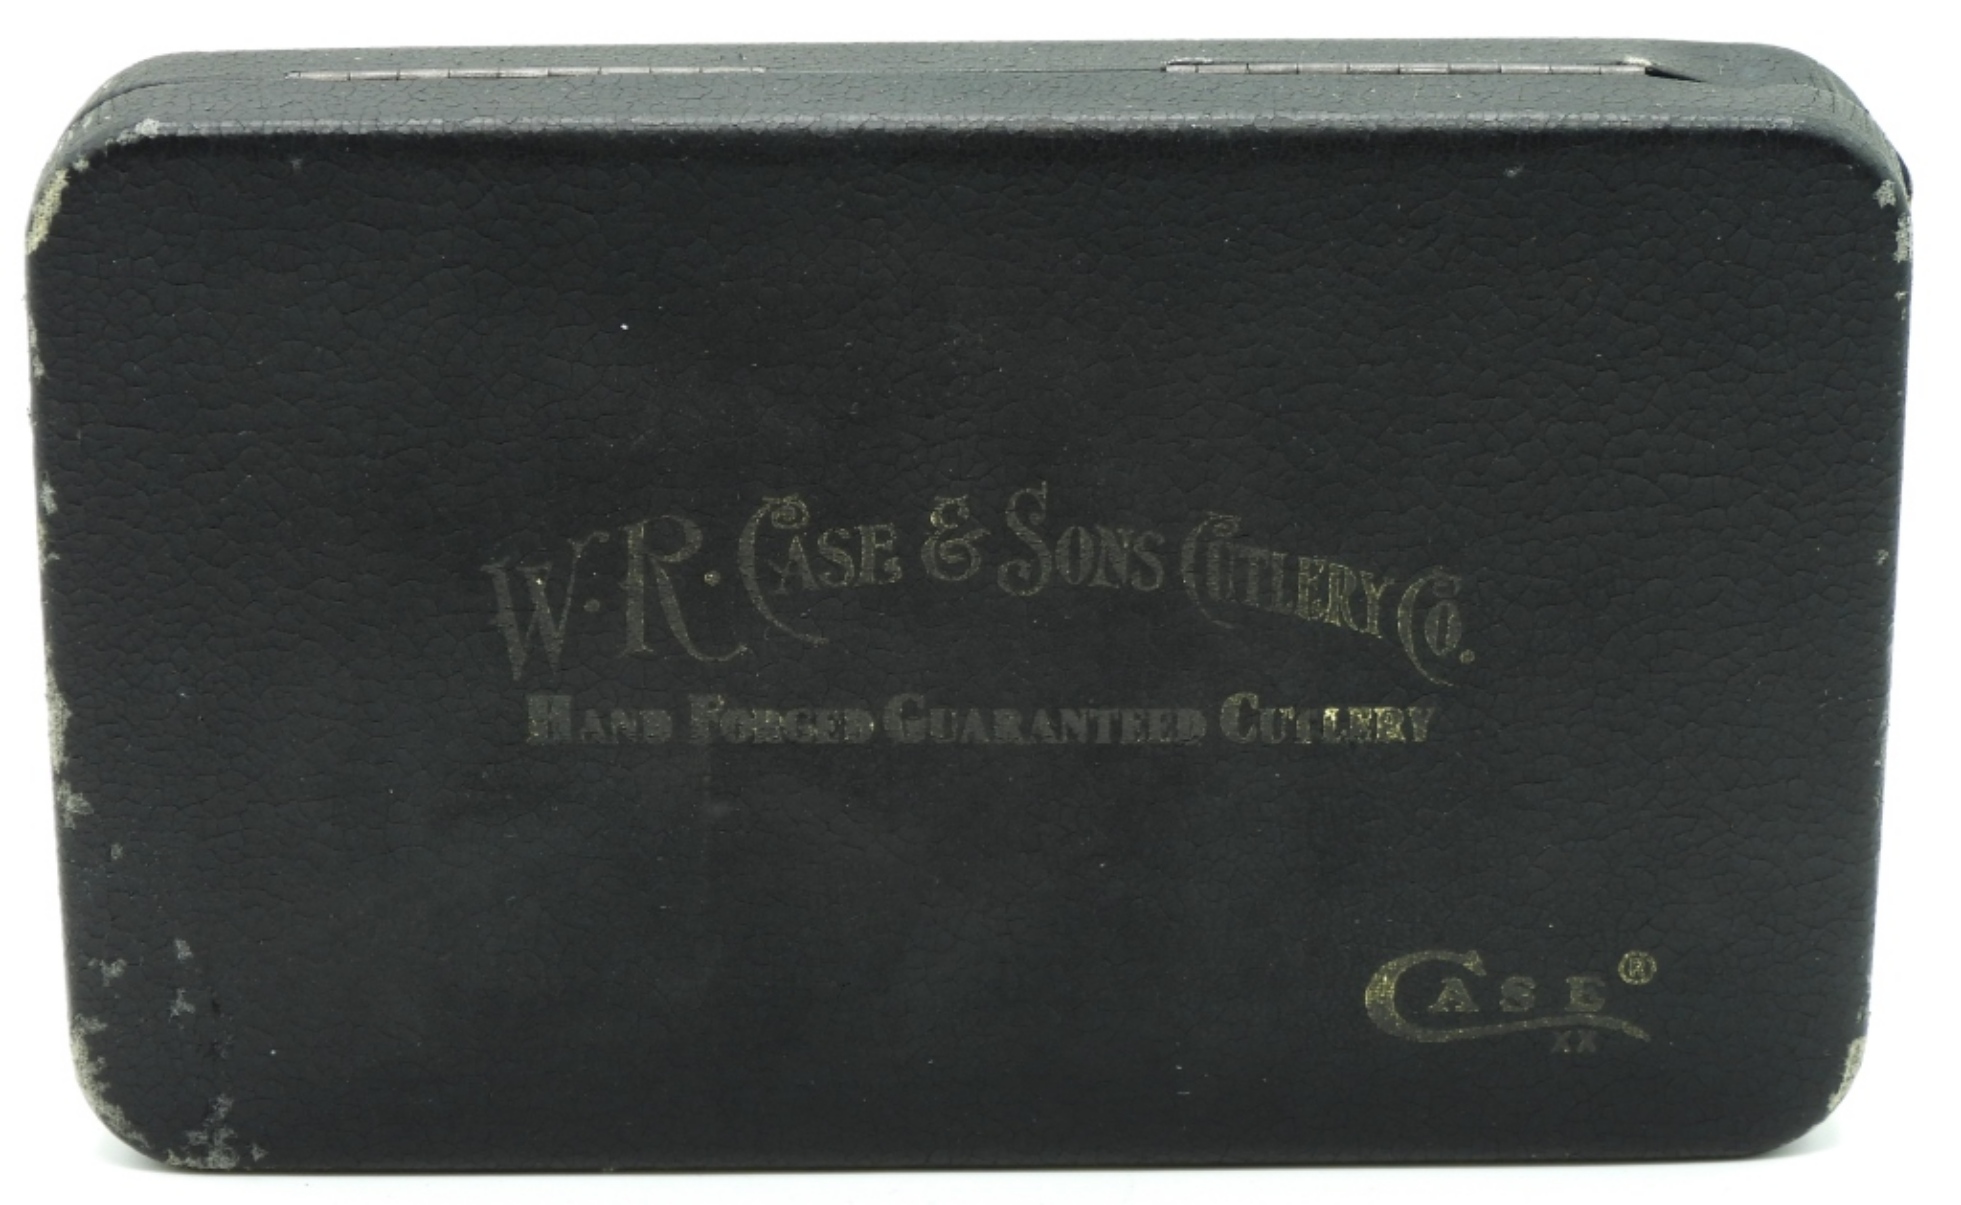 W. R. CASE & SONS CUTLERY CO.
HAND FORGED GUARANTEED CUTLERY
CASE®
XX